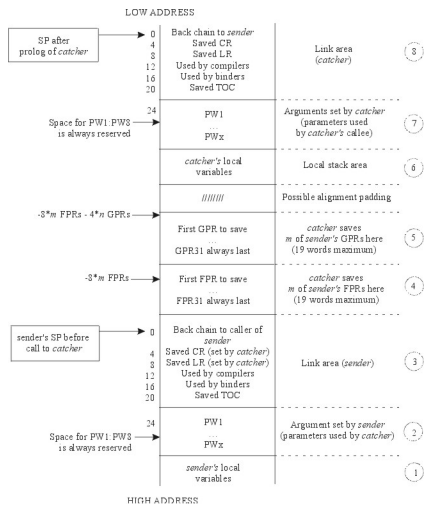 LOW ADDRESS
SP after
prolog of catcher
0 Back chain to sender
4 Saved CR
8 Saved LR
12 Used by compilers
16 Used by binders
20 Saved TOC
Link area
(catcher)
8
24 PW1
...
PWx
Space for PW1:PW8
is always reserved
Arguments set by catcher
(parameters used
by catcher's callee)
7
catcher's local
variables
Local stack area
6
////////
Possible alignment padding
-8*m FPRs - 4*n GPRs
First GPR to save
...
GPR31 always last
catcher saves
m of sender's GPRs here
(19 words maximum)
5
-8*m FPRs
First FPR to save
...
FPR31 always last
catcher saves
m of sender's FPRs here
(19 words maximum)
4
sender's SP before
call to catcher
0 Back chain to caller of
sender
4 Saved CR (set by catcher)
8 Saved LR (set by catcher)
12 Used by compilers
16 Used by binders
20 Saved TOC
Link area (sender)
3
24 PW1
...
PWx
Space for PW1:PW8
is always reserved
Argument set by sender
(parameters used by catcher)
2
sender's local
variables
1
HIGH ADDRESS